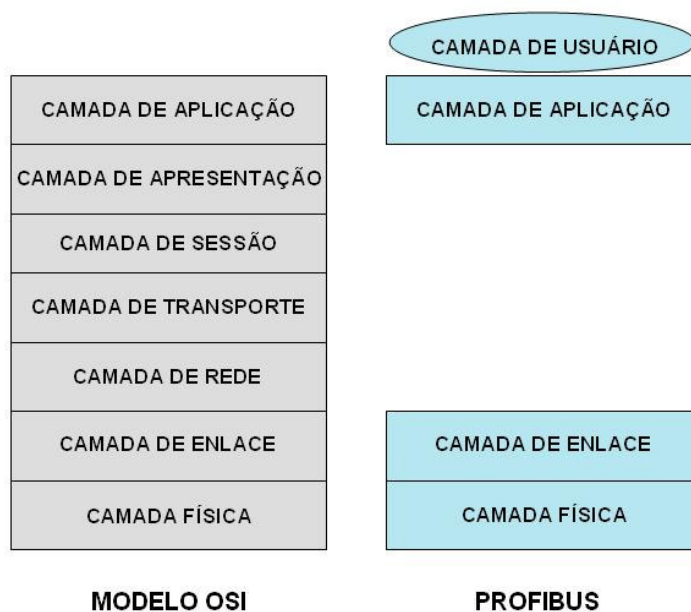 CAMADA DE USUÁRIO
CAMADA DE APLICAÇÃO
CAMADA DE APLICAÇÃO
CAMADA DE APRESENTAÇÃO
CAMADA DE SESSÃO
CAMADA DE TRANSPORTE
CAMADA DE REDE
CAMADA DE ENLACE
CAMADA DE ENLACE
CAMADA FÍSICA
CAMADA FÍSICA
MODELO OSI
PROFIBUS